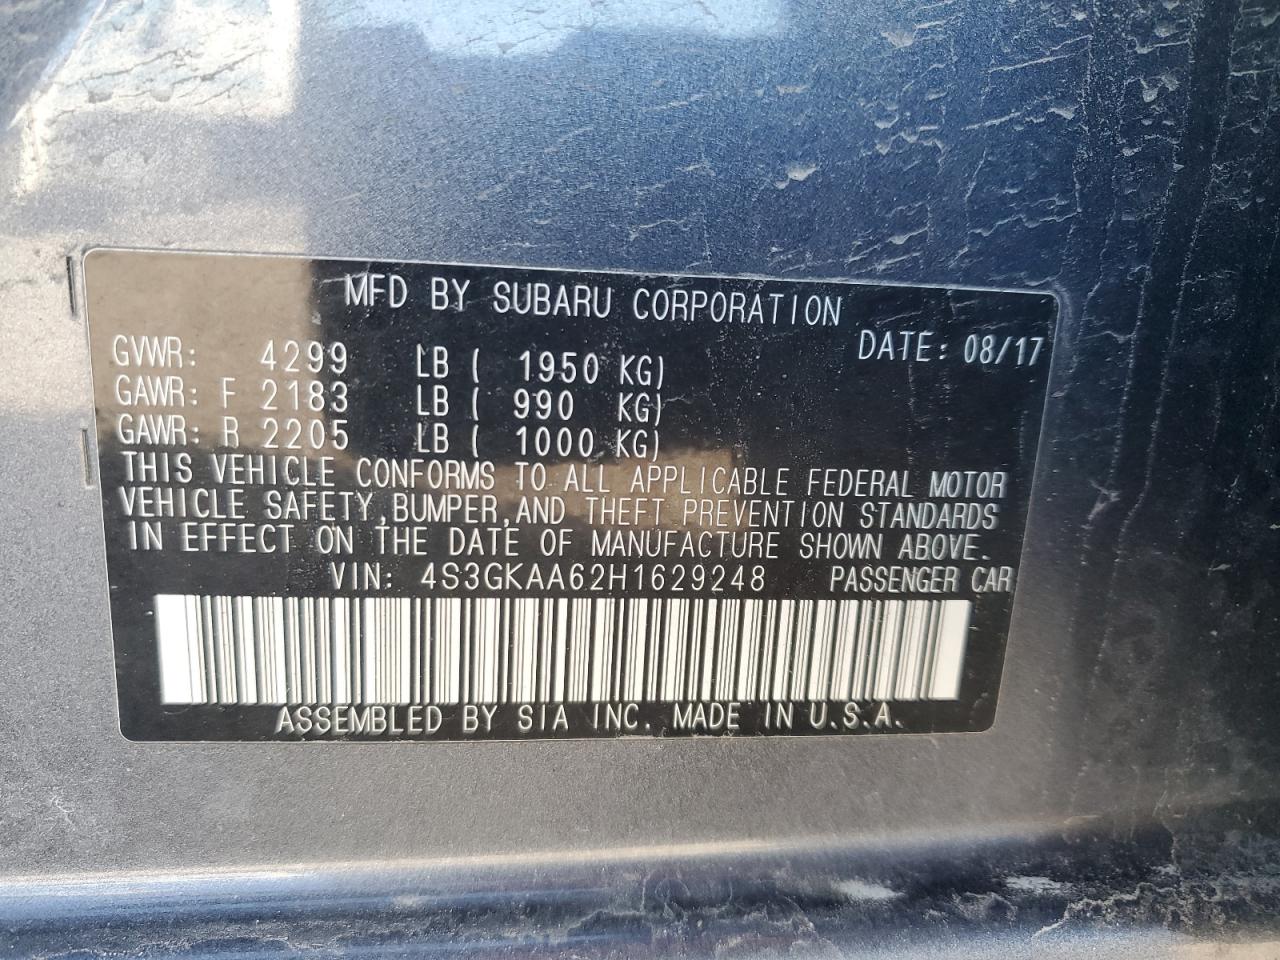 MFD BY SUBARU CORPORATION
DATE: 08/17
GVWR: 4299 LB ( 1950 KG)
GAWR: F 2183 LB ( 990 KG)
GAWR: R 2205 LB ( 1000 KG)
THIS VEHICLE CONFORMS TO ALL APPLICABLE FEDERAL MOTOR
VEHICLE SAFETY, BUMPER, AND THEFT PREVENTION STANDARDS
IN EFFECT ON THE DATE OF MANUFACTURE SHOWN ABOVE.
VIN: 4S3GKAA62H1629248 PASSENGER CAR
ASSEMBLED BY SIA INC. MADE IN U.S.A.